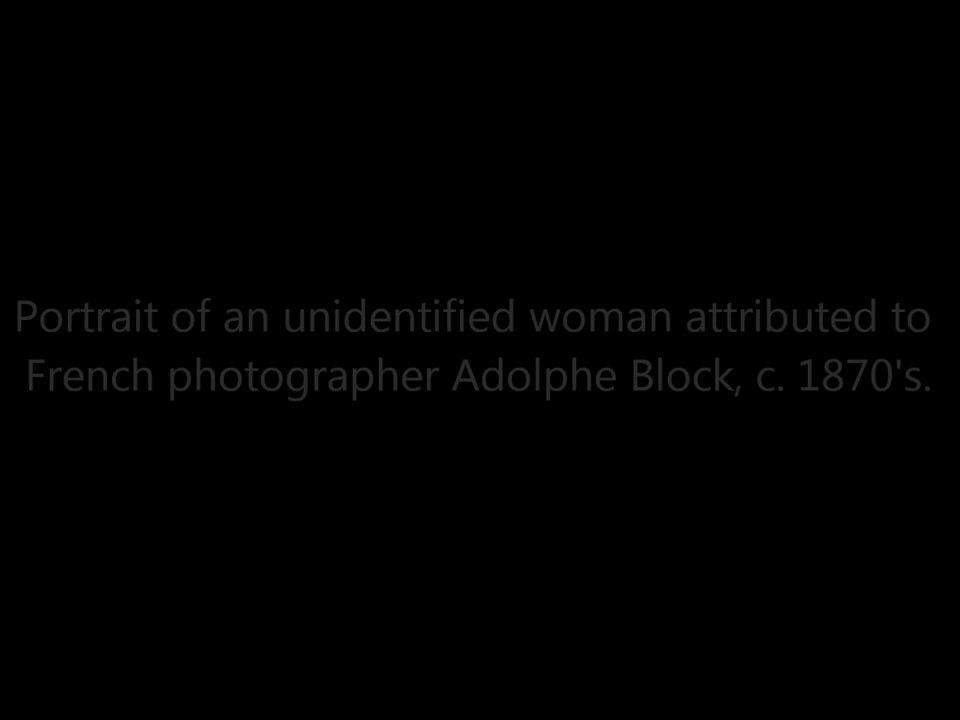 Portrait of an unidentified woman attributed to
French photographer Adolphe Block, c. 1870's.